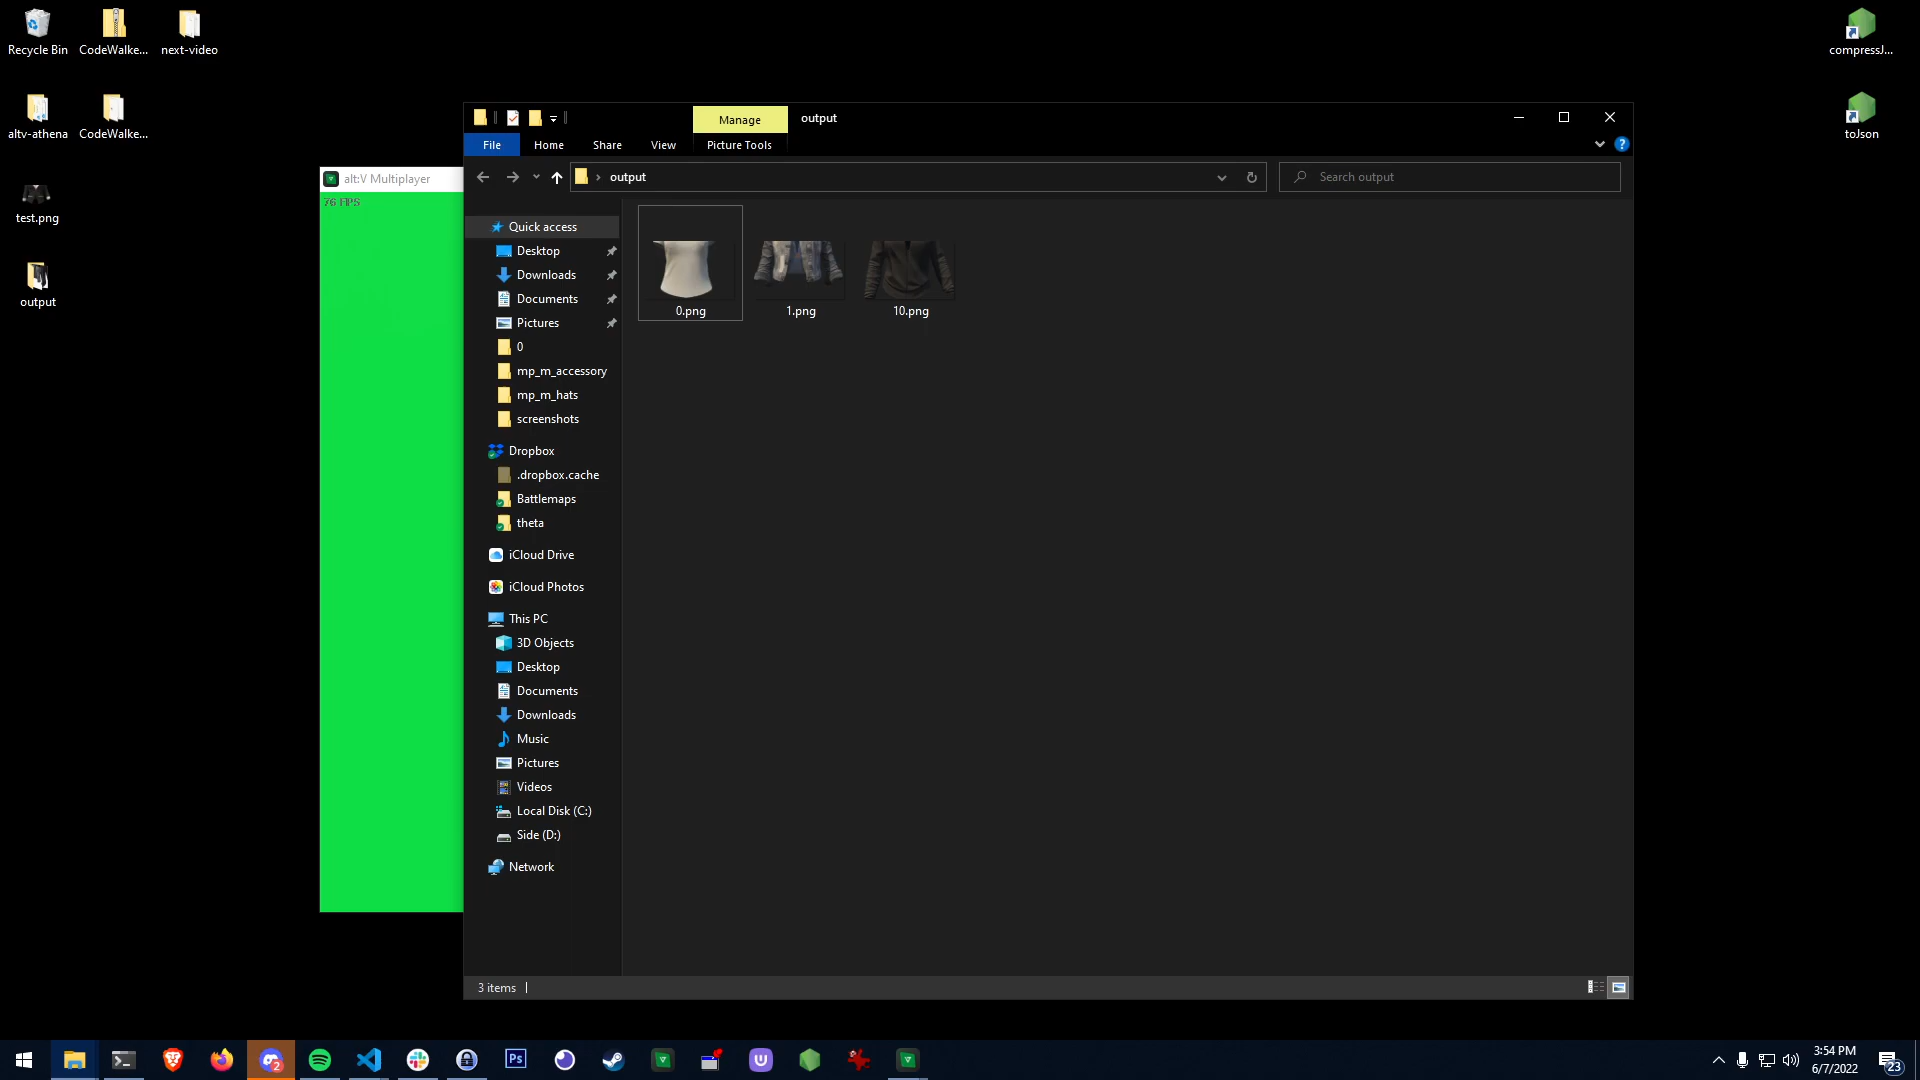 Recycle Bin
CodeWalke...
next-video
compressJ...
altv-athena
CodeWalke...
toJson
test.png
output
alt:V Multiplayer
76 FPS
Manage
output
File
Home
Share
View
Picture Tools
output
Search output
Quick access
Desktop
Downloads
Documents
Pictures
0
mp_m_accessory
mp_m_hats
screenshots
Dropbox
.dropbox.cache
Battlemaps
theta
iCloud Drive
iCloud Photos
This PC
3D Objects
Desktop
Documents
Downloads
Music
Pictures
Videos
Local Disk (C:)
Side (D:)
Network
0.png
1.png
10.png
3 items
2
Ps
3:54 PM
6/7/2022
23